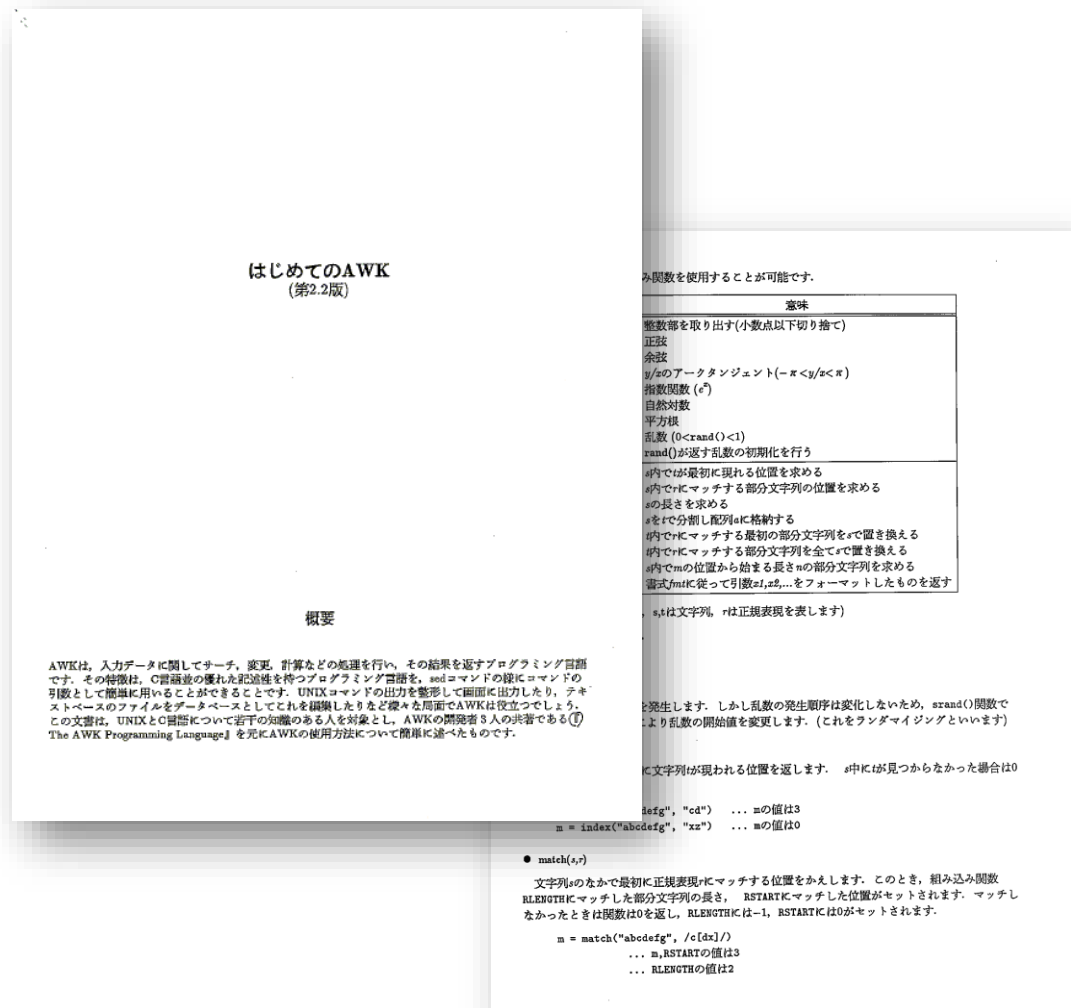 はじめてのAWK
(第2.2版)
概要
AWKは，入力データに関してサーチ，変更，計算などの処理を行い，その結果を返すプログラミング言語
です．その特徴は，C言語並の優れた記述性を持つプログラミング言語を，sedコマンドの様にコマンドの
引数として簡単に用いることができることです．UNIXコマンドの出力を整形して画面に出力したり，テキ
ストベースのファイルをデータベースとしてこれを編集したりなど様々な局面でAWKは役立つでしょう．
この文書は，UNIXとC言語について若干の知識のある人を対象とし，AWKの開発者３人の共著である『
The AWK Programming Language』を元にAWKの使用方法について簡単に述べたものです．
み関数を使用することが可能です．
意味
整数部を取り出す(小数点以下切り捨て)
正弦
余弦
y/xのアークタンジェント(−π<y/x<π)
指数関数 (eˣ)
自然対数
平方根
乱数 (0<rand()<1)
rand()が返す乱数の初期化を行う
s内でtが最初に現れる位置を求める
s内でrにマッチする部分文字列の位置を求める
sの長さを求める
sをtで分割し配列aに格納する
t内でrにマッチする最初の部分文字列をsで置き換える
t内でrにマッチする部分文字列を全てsで置き換える
s内でmの位置から始まる長さnの部分文字列を求める
書式fmtに従って引数x1,x2,...をフォーマットしたものを返す
，s,tは文字列，rは正規表現を表します)
を発生します．しかし乱数の発生順序は変化しないため，srand()関数で
より乱数の開始値を変更します．(これをランダマイジングといいます)
に文字列tが現われる位置を返します．　s中にtが見つからなかった場合は0
defg", "cd")　... mの値は3
m = index("abcdefg", "xz")　... mの値は0
● match(s,r)
文字列sのなかで最初に正規表現rにマッチする位置をかえします．このとき，組み込み関数
RLENGTHにマッチした部分文字列の長さ，　RSTARTにマッチした位置がセットされます．マッチし
なかったときは関数は0を返し，RLENGTHには−1，RSTARTには0がセットされます．
m = match("abcdefg", /c[dx]/)
... m,RSTARTの値は3
... RLENGTHの値は2